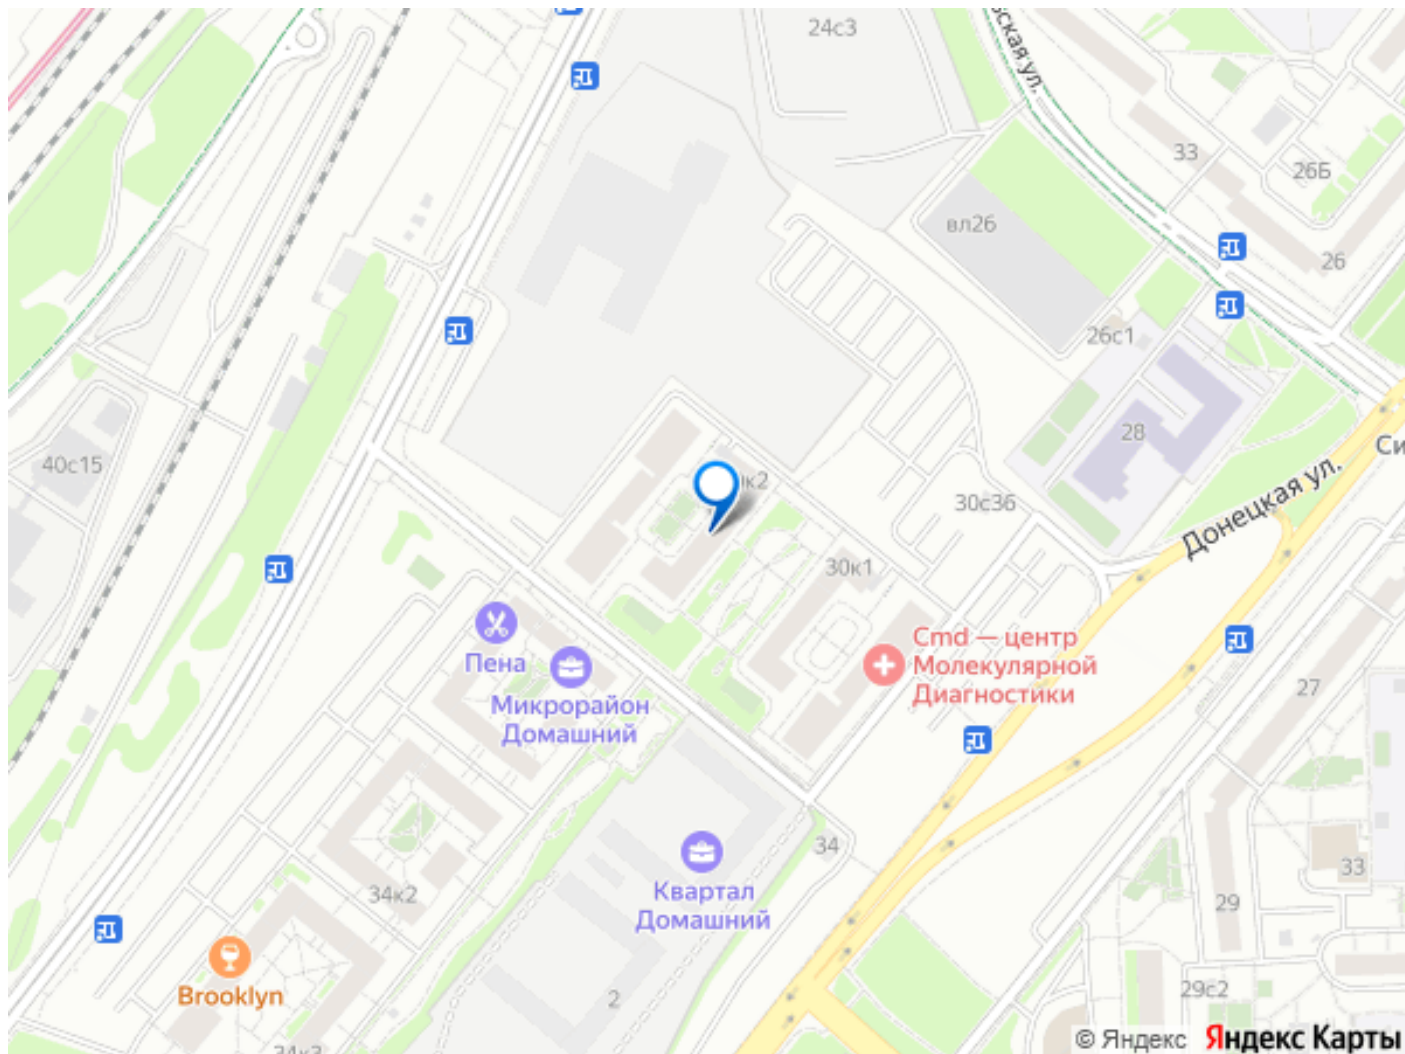 24с3
ская ул.
33
26Б
вл26
26
26с1
28
Си
40с15
к2
30с36
Донецкая ул.
30к1
Cmd — центр
Молекулярной
Диагностики
Пена
Микрорайон
Домашний
27
34
33
Квартал
Домашний
34к2
29
Brooklyn
2
29с2
© Яндекс Яндекс Карты